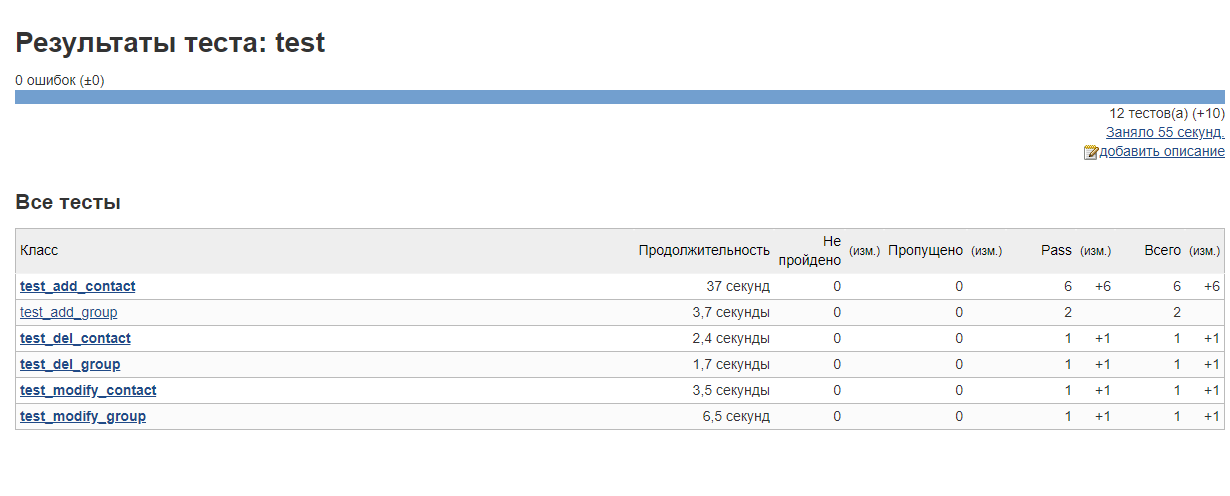 Результаты теста: test
0 ошибок (±0)
12 тестов(а) (+10)
Заняло 55 секунд.
добавить описание
Все тесты
Класс Продолжительность Не пройдено (изм.) Пропущено (изм.) Pass (изм.) Всего (изм.)
test_add_contact 37 секунд 0 0 6 +6 6 +6
test_add_group 3,7 секунды 0 0 2 2
test_del_contact 2,4 секунды 0 0 1 +1 1 +1
test_del_group 1,7 секунды 0 0 1 +1 1 +1
test_modify_contact 3,5 секунды 0 0 1 +1 1 +1
test_modify_group 6,5 секунд 0 0 1 +1 1 +1